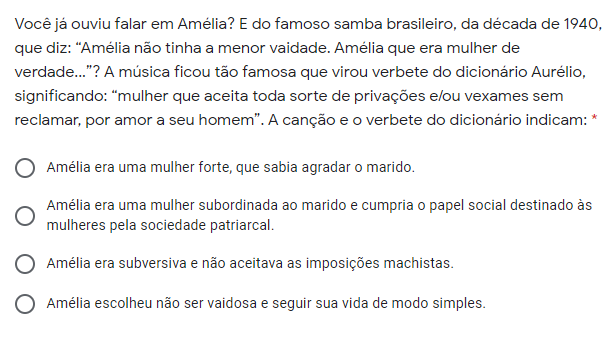 Você já ouviu falar em Amélia? E do famoso samba brasileiro, da década de 1940,
que diz: “Amélia não tinha a menor vaidade. Amélia que era mulher de
verdade...”? A música ficou tão famosa que virou verbete do dicionário Aurélio,
significando: “mulher que aceita toda sorte de privações e/ou vexames sem
reclamar, por amor a seu homem”. A canção e o verbete do dicionário indicam: *
Amélia era uma mulher forte, que sabia agradar o marido.
Amélia era uma mulher subordinada ao marido e cumpria o papel social destinado às
mulheres pela sociedade patriarcal.
Amélia era subversiva e não aceitava as imposições machistas.
Amélia escolheu não ser vaidosa e seguir sua vida de modo simples.